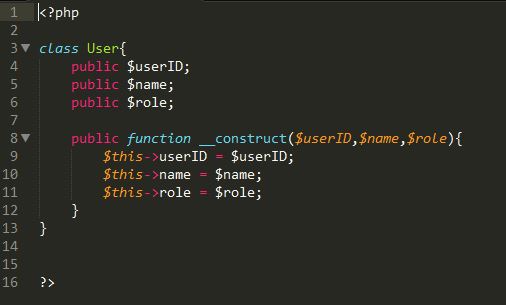 1 <?php
2
3 class User{
4     public $userID;
5     public $name;
6     public $role;
7
8     public function __construct($userID,$name,$role){
9         $this->userID = $userID;
10         $this->name = $name;
11         $this->role = $role;
12     }
13 }
14
15
16 ?>